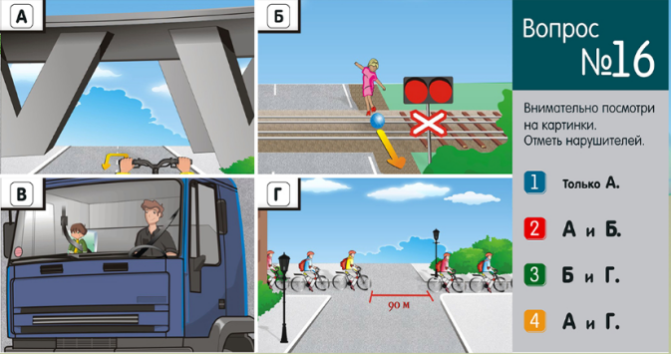 А
Б
В
Г
90 м
Вопрос
№16
Внимательно посмотри
на картинки.
Отметь нарушителей.
1 Только А.
2 А и Б.
3 Б и Г.
4 А и Г.